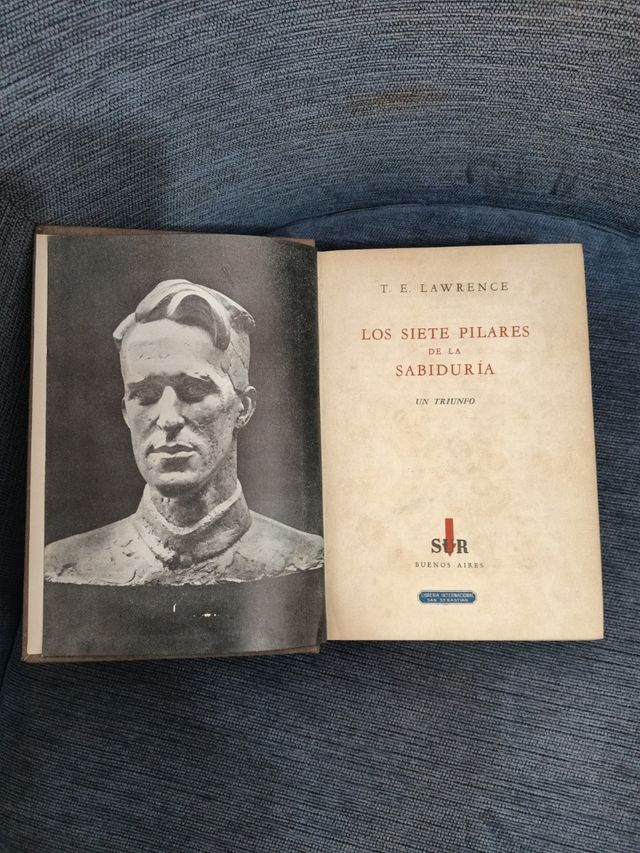 T. E. LAWRENCE
LOS SIETE PILARES
DE LA
SABIDURÍA
UN TRIUNFO
SUR
BUENOS AIRES
LIBRERIA INTERNACIONAL
SAN SEBASTIAN